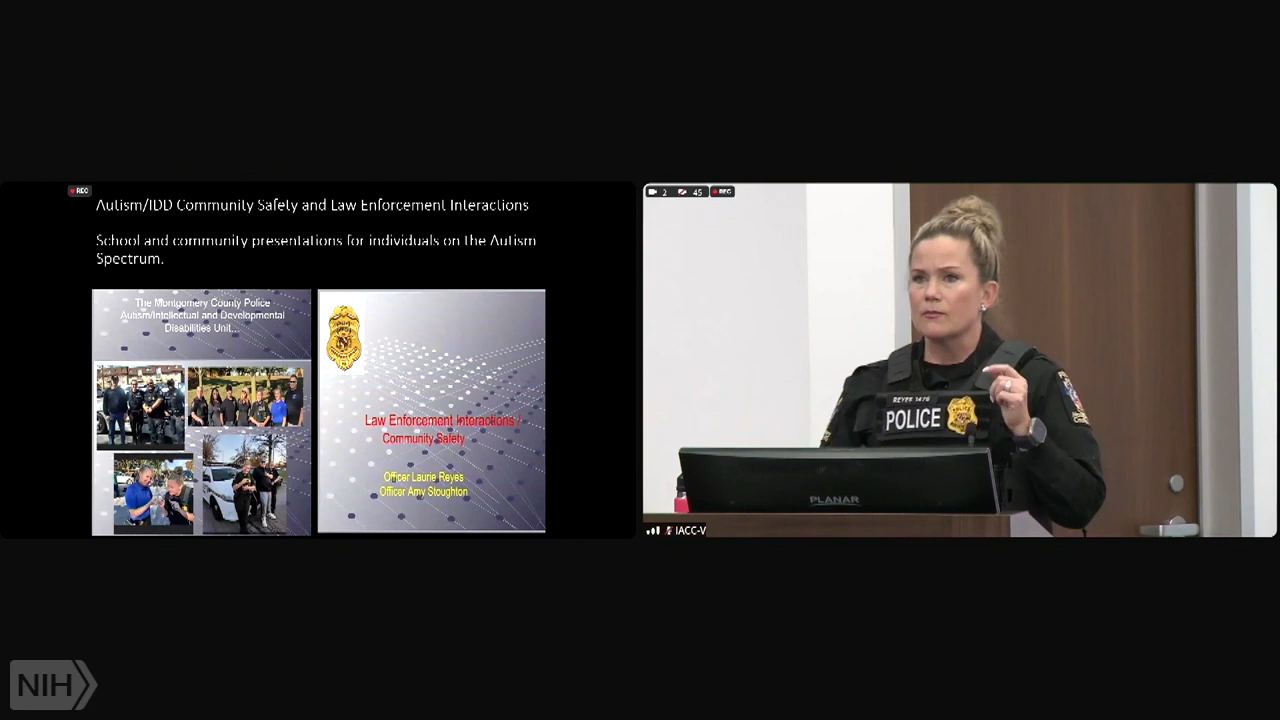 REC
Autism/IDD Community Safety and Law Enforcement Interactions
School and community presentations for individuals on the Autism
Spectrum.
The Montgomery County Police
Autism/Intellectual and Developmental
Disabilities Unit...
Law Enforcement Interactions /
Community Safety
Officer Laurie Reyes
Officer Amy Stoughton
2 45 REC
REYES 1476
POLICE
PLANAR
IACC-V
NIH